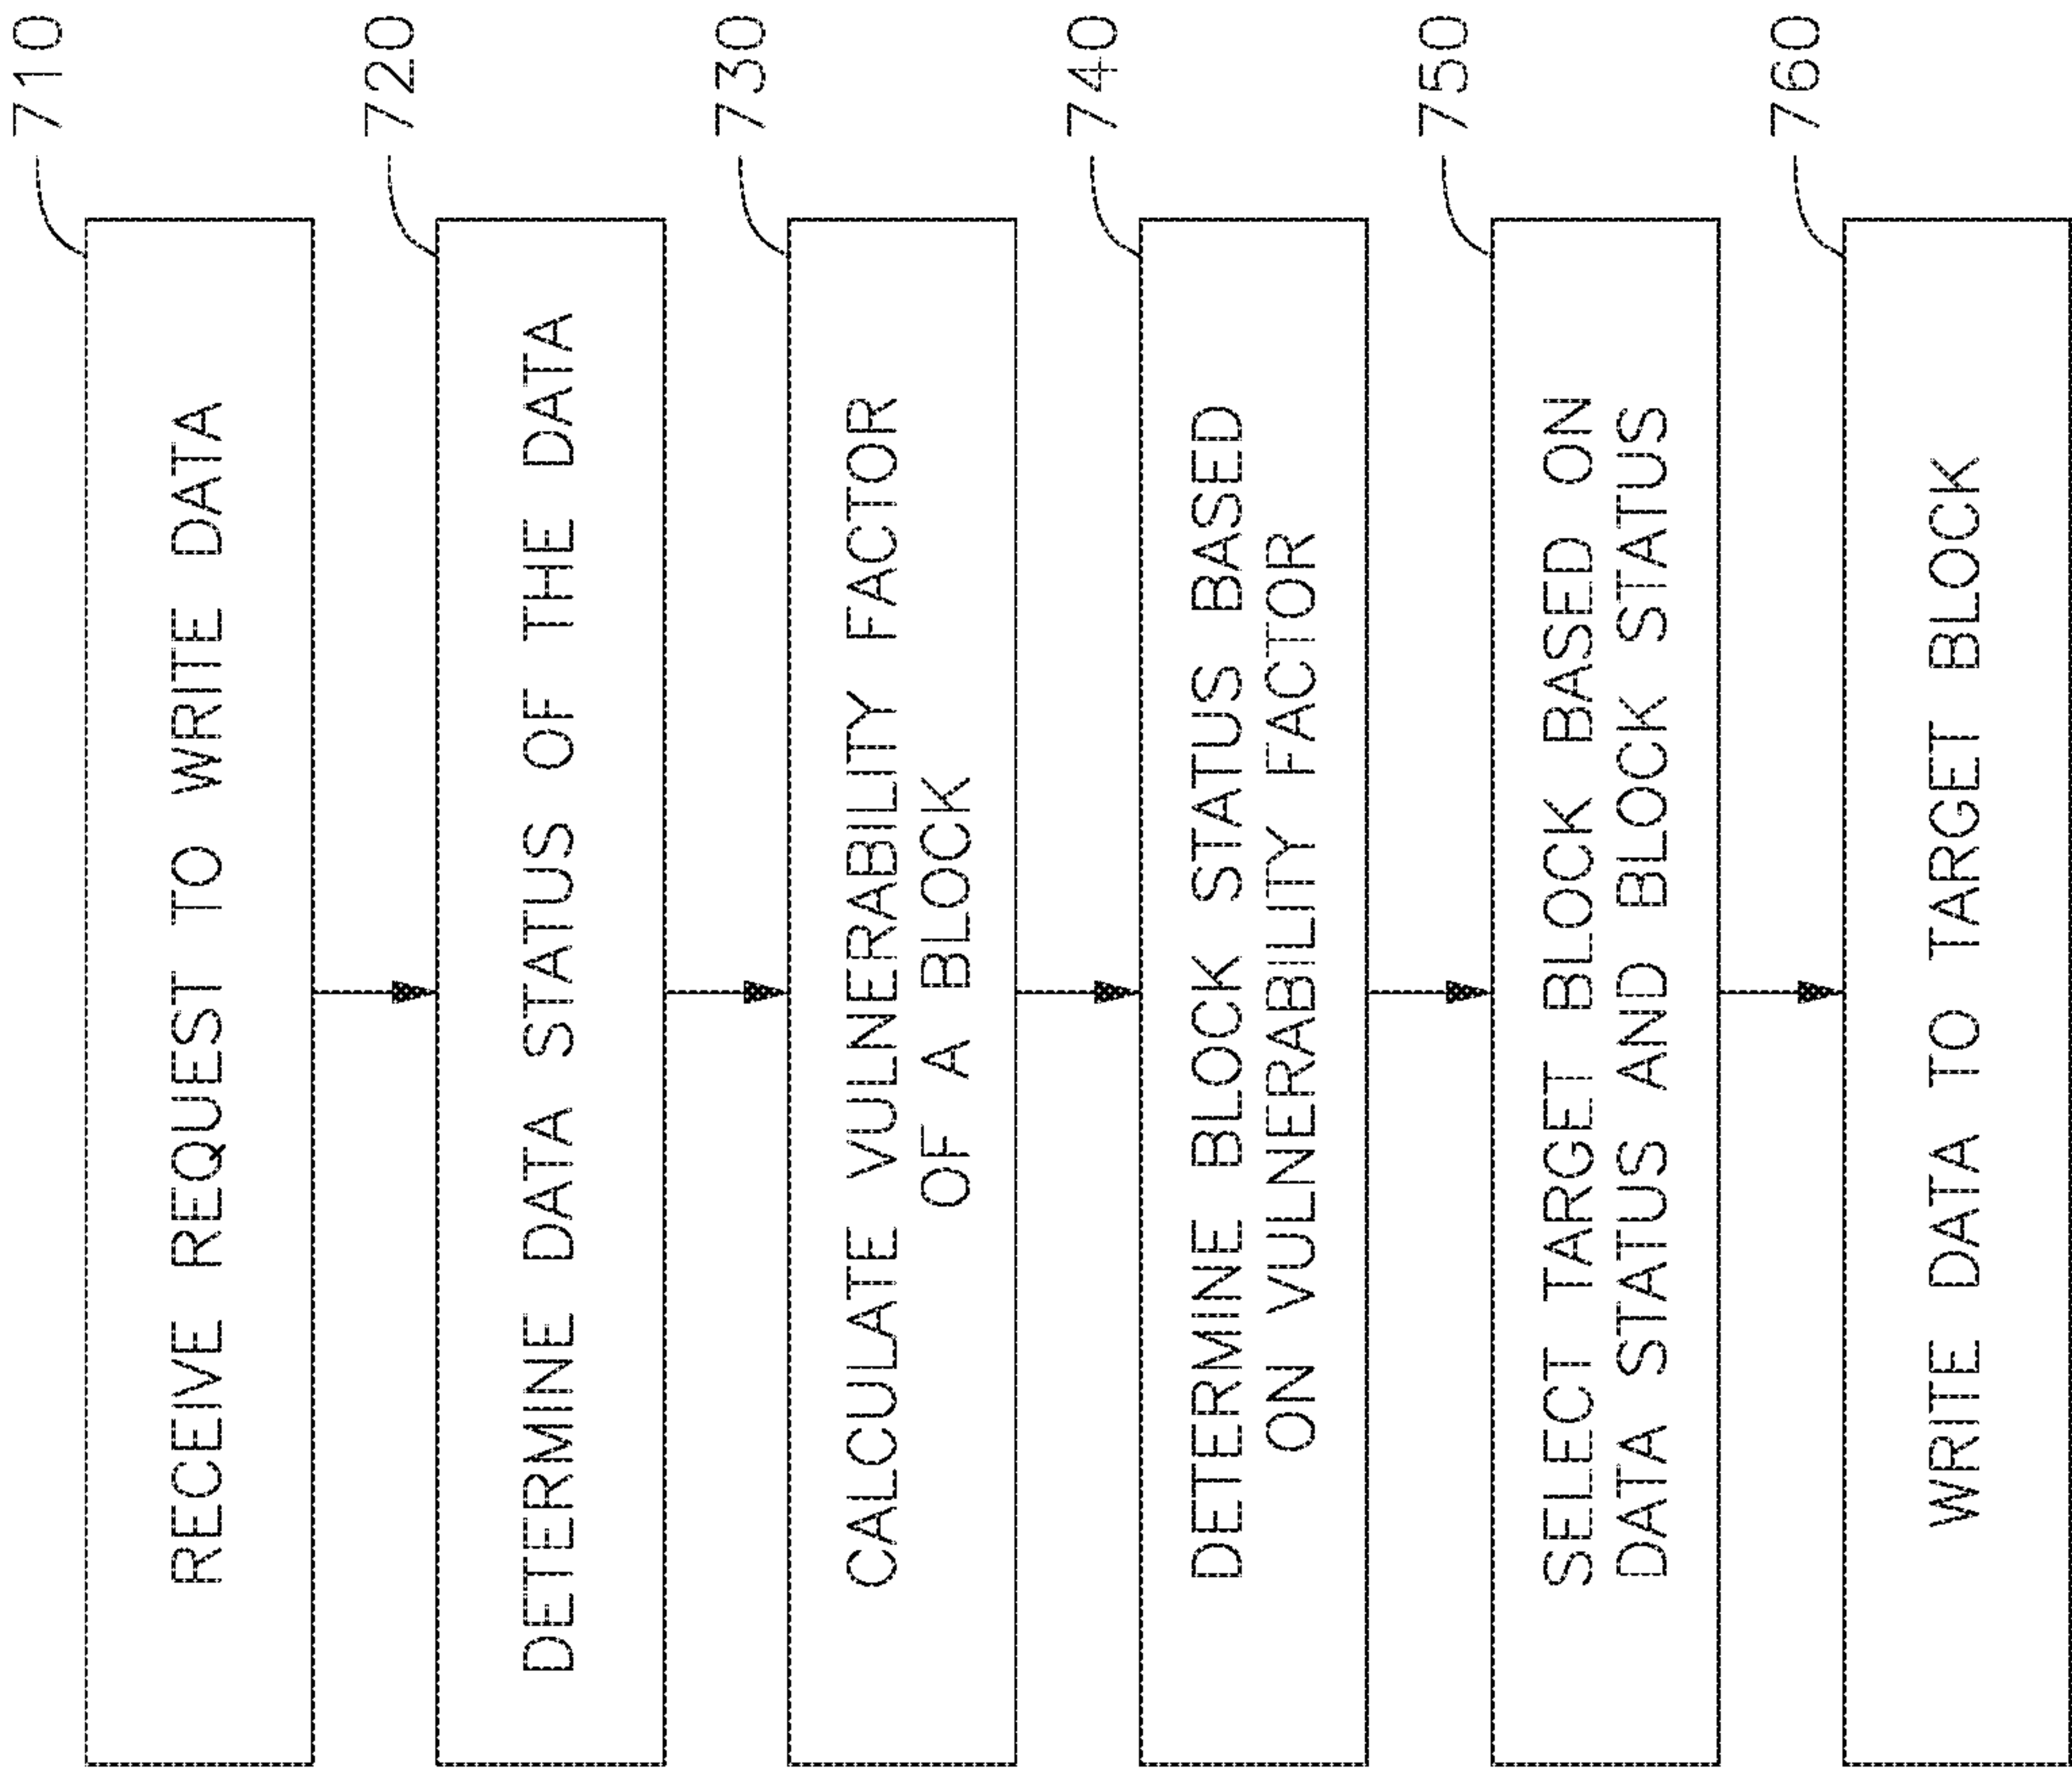 710
RECEIVE REQUEST TO WRITE DATA
720
DETERMINE DATA STATUS OF THE DATA
730
CALCULATE VULNERABILITY FACTOR
OF A BLOCK
740
DETERMINE BLOCK STATUS BASED
ON VULNERABILITY FACTOR
750
SELECT TARGET BLOCK BASED ON
DATA STATUS AND BLOCK STATUS
760
WRITE DATA TO TARGET BLOCK